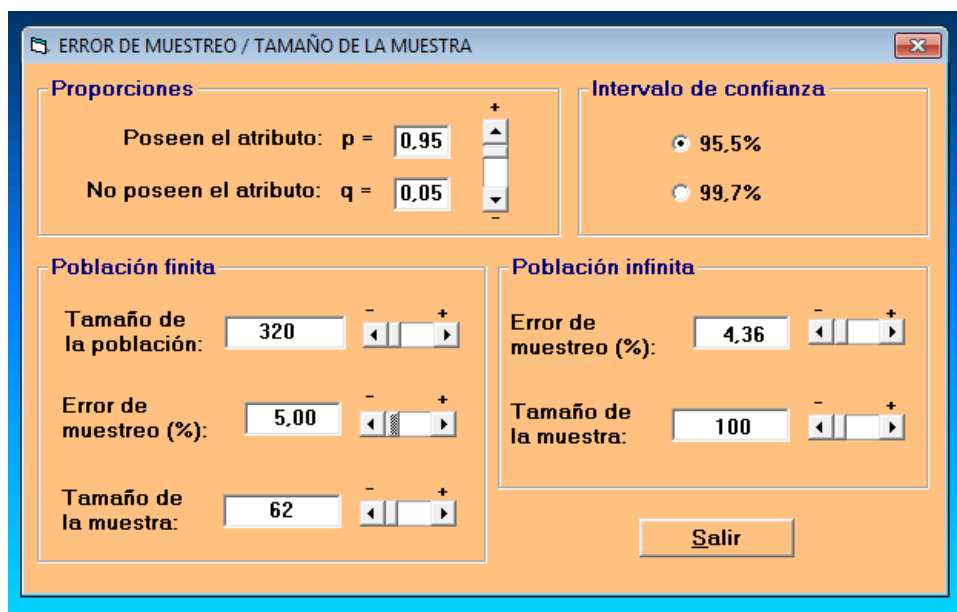 ERROR DE MUESTREO / TAMAÑO DE LA MUESTRA
Proporciones
Poseen el atributo: p = 0,95
No poseen el atributo: q = 0,05
+
-
Intervalo de confianza
95,5%
99,7%
Población finita
- +
Tamaño de
la población: 320
- +
Error de
muestreo (%): 5,00
- +
Tamaño de
la muestra: 62
Población infinita
- +
Error de
muestreo (%): 4,36
- +
Tamaño de
la muestra: 100
Salir